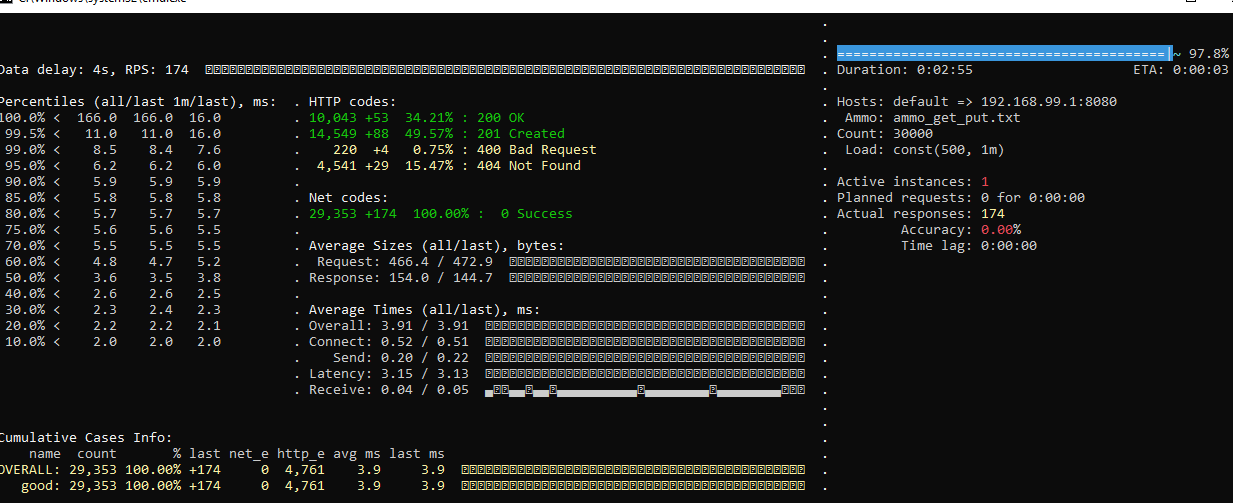 C:\Windows\system32\cmd.exe
Data delay: 4s, RPS: 174
Percentiles (all/last 1m/last), ms:
100.0% < 166.0 166.0 16.0
99.5% < 11.0 11.0 16.0
99.0% < 8.5 8.4 7.6
95.0% < 6.2 6.2 6.0
90.0% < 5.9 5.9 5.9
85.0% < 5.8 5.8 5.8
80.0% < 5.7 5.7 5.7
75.0% < 5.6 5.6 5.5
70.0% < 5.5 5.5 5.5
60.0% < 4.8 4.7 5.2
50.0% < 3.6 3.5 3.8
40.0% < 2.6 2.6 2.5
30.0% < 2.3 2.4 2.3
20.0% < 2.2 2.2 2.1
10.0% < 2.0 2.0 2.0
. HTTP codes:
. 10,043 +53 34.21% : 200 OK
. 14,549 +88 49.57% : 201 Created
. 220 +4 0.75% : 400 Bad Request
. 4,541 +29 15.47% : 404 Not Found
.
. Net codes:
. 29,353 +174 100.00% : 0 Success
.
. Average Sizes (all/last), bytes:
. Request: 466.4 / 472.9
. Response: 154.0 / 144.7
.
. Average Times (all/last), ms:
. Overall: 3.91 / 3.91
. Connect: 0.52 / 0.51
. Send: 0.20 / 0.22
. Latency: 3.15 / 3.13
. Receive: 0.04 / 0.05
Cumulative Cases Info:
name count % last net_e http_e avg ms last ms
OVERALL: 29,353 100.00% +174 0 4,761 3.9 3.9
good: 29,353 100.00% +174 0 4,761 3.9 3.9
=========================================|~ 97.8%
. Duration: 0:02:55 ETA: 0:00:03
.
. Hosts: default => 192.168.99.1:8080
. Ammo: ammo_get_put.txt
. Count: 30000
. Load: const(500, 1m)
.
. Active instances: 1
. Planned requests: 0 for 0:00:00
. Actual responses: 174
. Accuracy: 0.00%
. Time lag: 0:00:00